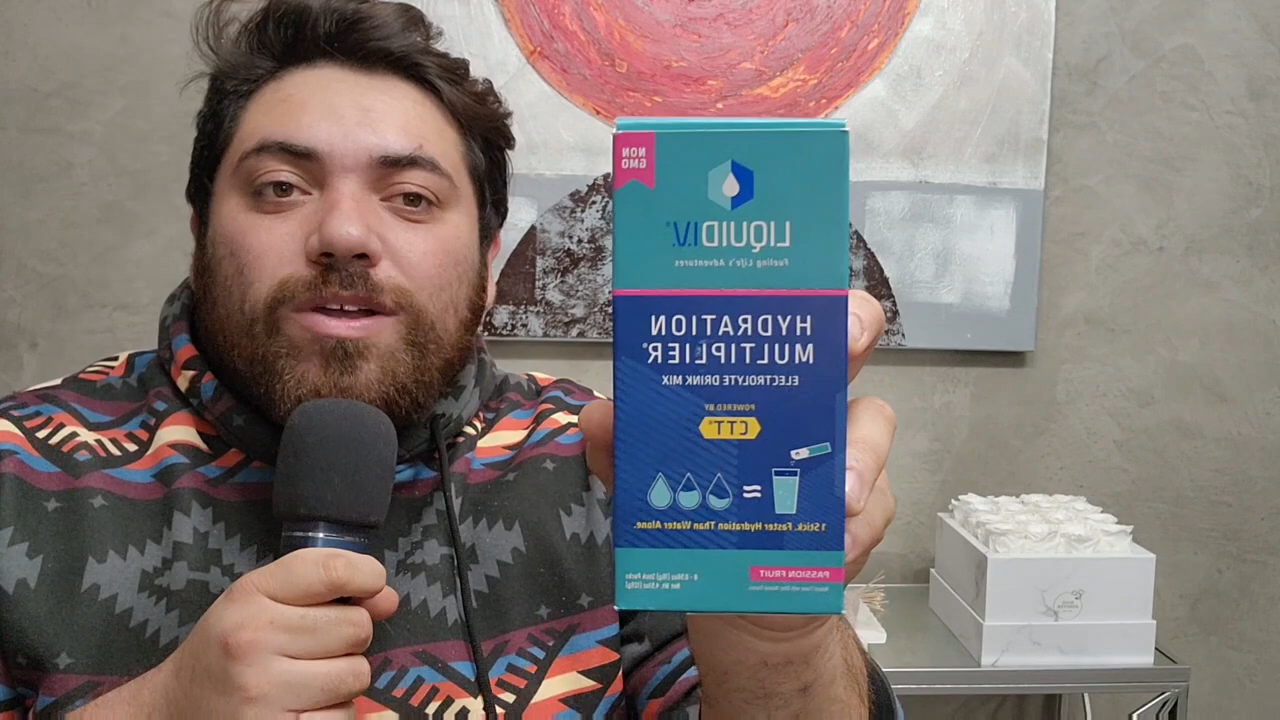 NON
GMO
LIQUID I.V.®
Fueling Life's Adventures
HYDRATION
MULTIPLIER®
ELECTROLYTE DRINK MIX
POWERED BY
CTT®
=
1 Stick. Faster Hydration Than Water Alone.
PASSION FRUIT